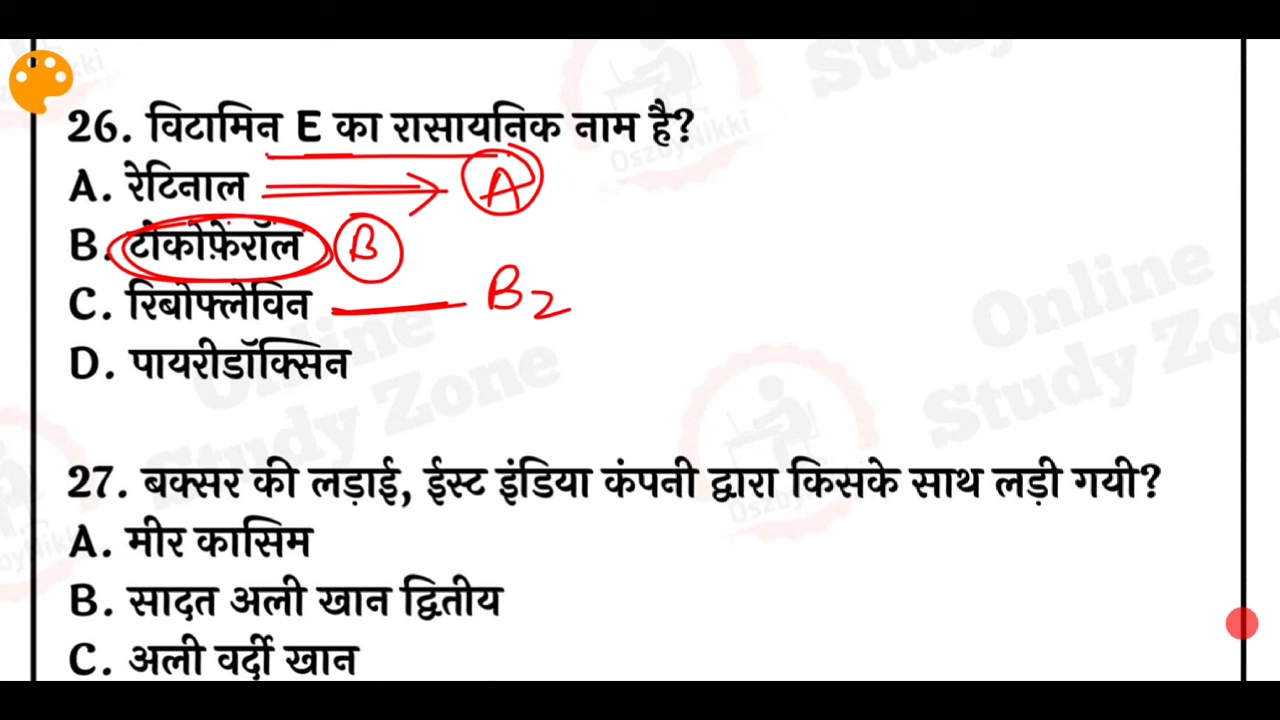 26. विटामिन E का रासायनिक नाम है?
A. रेटिनाल A
B. टोकोफ़ेरॉल B
C. रिबोफ्लेविन B2
D. पायरीडॉक्सिन
27. बक्सर की लड़ाई, ईस्ट इंडिया कंपनी द्वारा किसके साथ लड़ी गयी?
A. मीर कासिम
B. सादत अली खान द्वितीय
C. अली वर्दी खान
Online
Study Zone
OszbyNikki